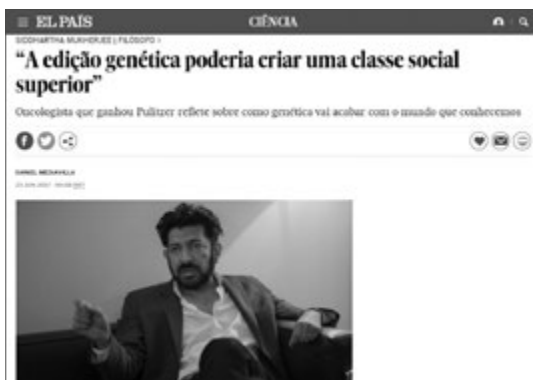 EL PAÍS
CIÊNCIA
SIDDHARTHA MUKHERJEE | FILÓSOFO >
“A edição genética poderia criar uma classe social
superior”
Oncologista que ganhou Pulitzer reflete sobre como genética vai acabar com o mundo que conhecemos
DANIEL MEDIAVILLA